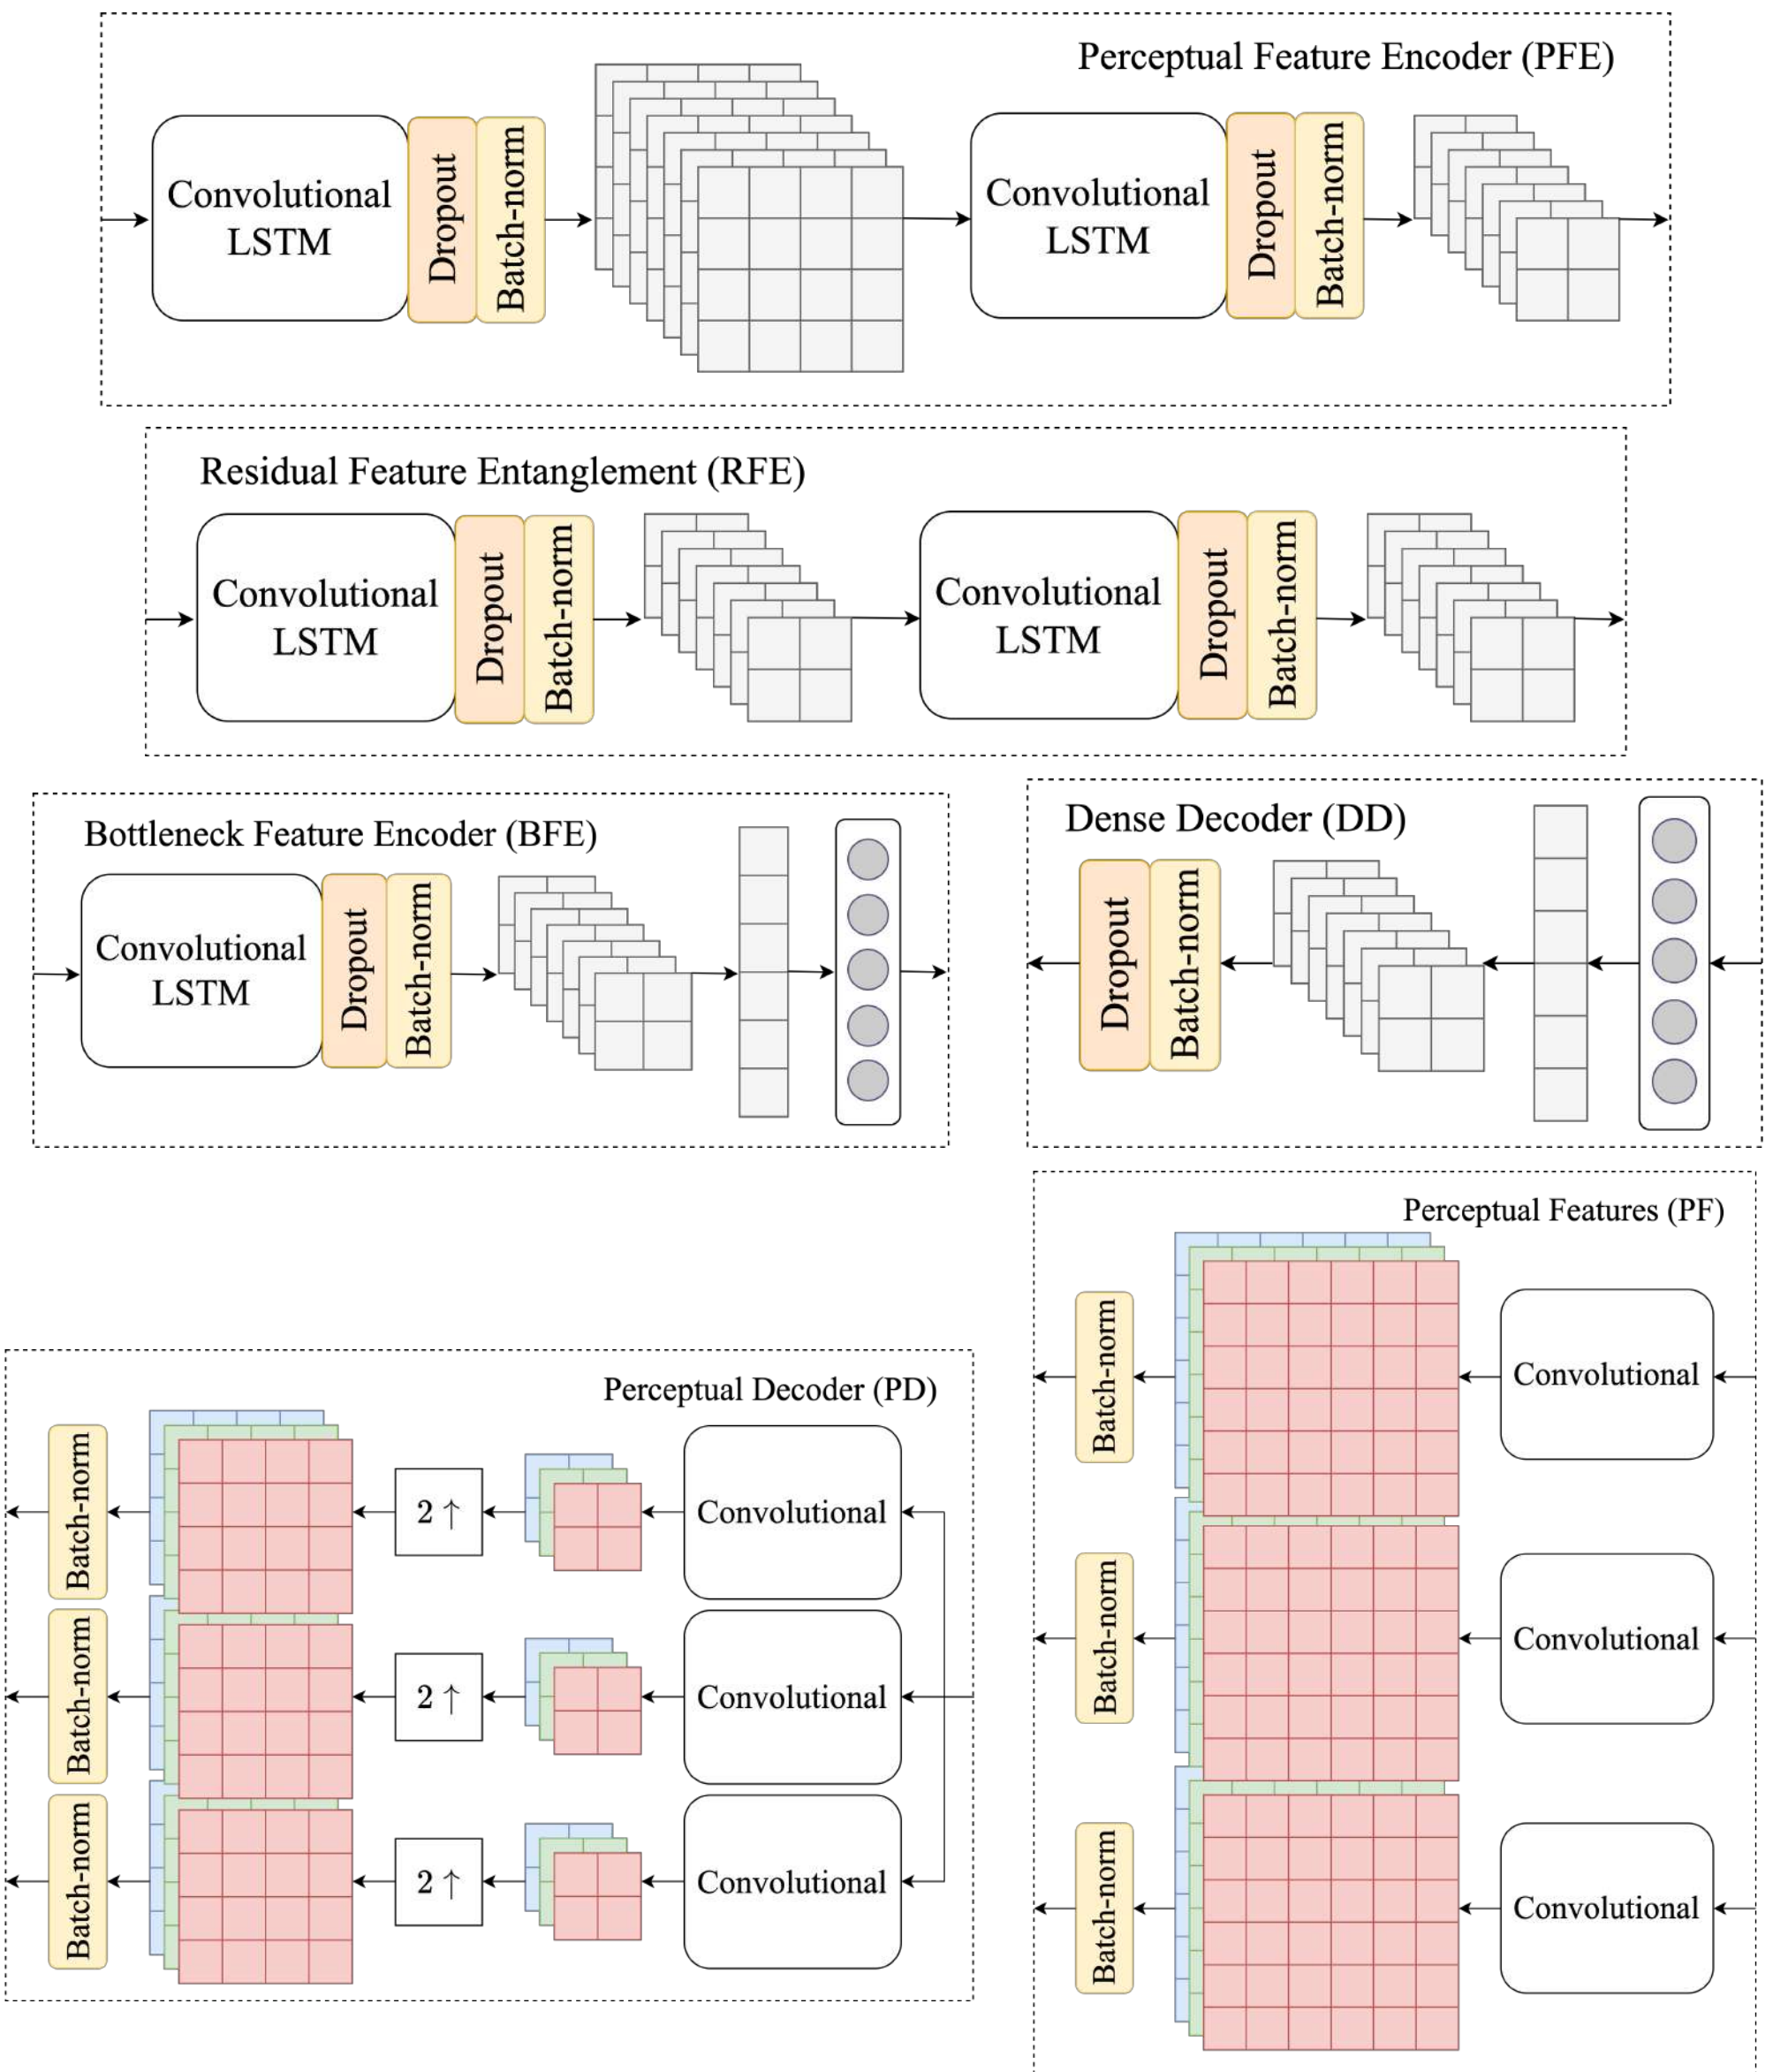 Perceptual Feature Encoder (PFE)
Convolutional
LSTM
Dropout
Batch-norm
Convolutional
LSTM
Dropout
Batch-norm
Residual Feature Entanglement (RFE)
Convolutional
LSTM
Dropout
Batch-norm
Convolutional
LSTM
Dropout
Batch-norm
Bottleneck Feature Encoder (BFE)
Convolutional
LSTM
Dropout
Batch-norm
Dense Decoder (DD)
Dropout
Batch-norm
Perceptual Decoder (PD)
Batch-norm
2 ↑
Convolutional
Batch-norm
2 ↑
Convolutional
Batch-norm
2 ↑
Convolutional
Perceptual Features (PF)
Batch-norm
Convolutional
Batch-norm
Convolutional
Batch-norm
Convolutional